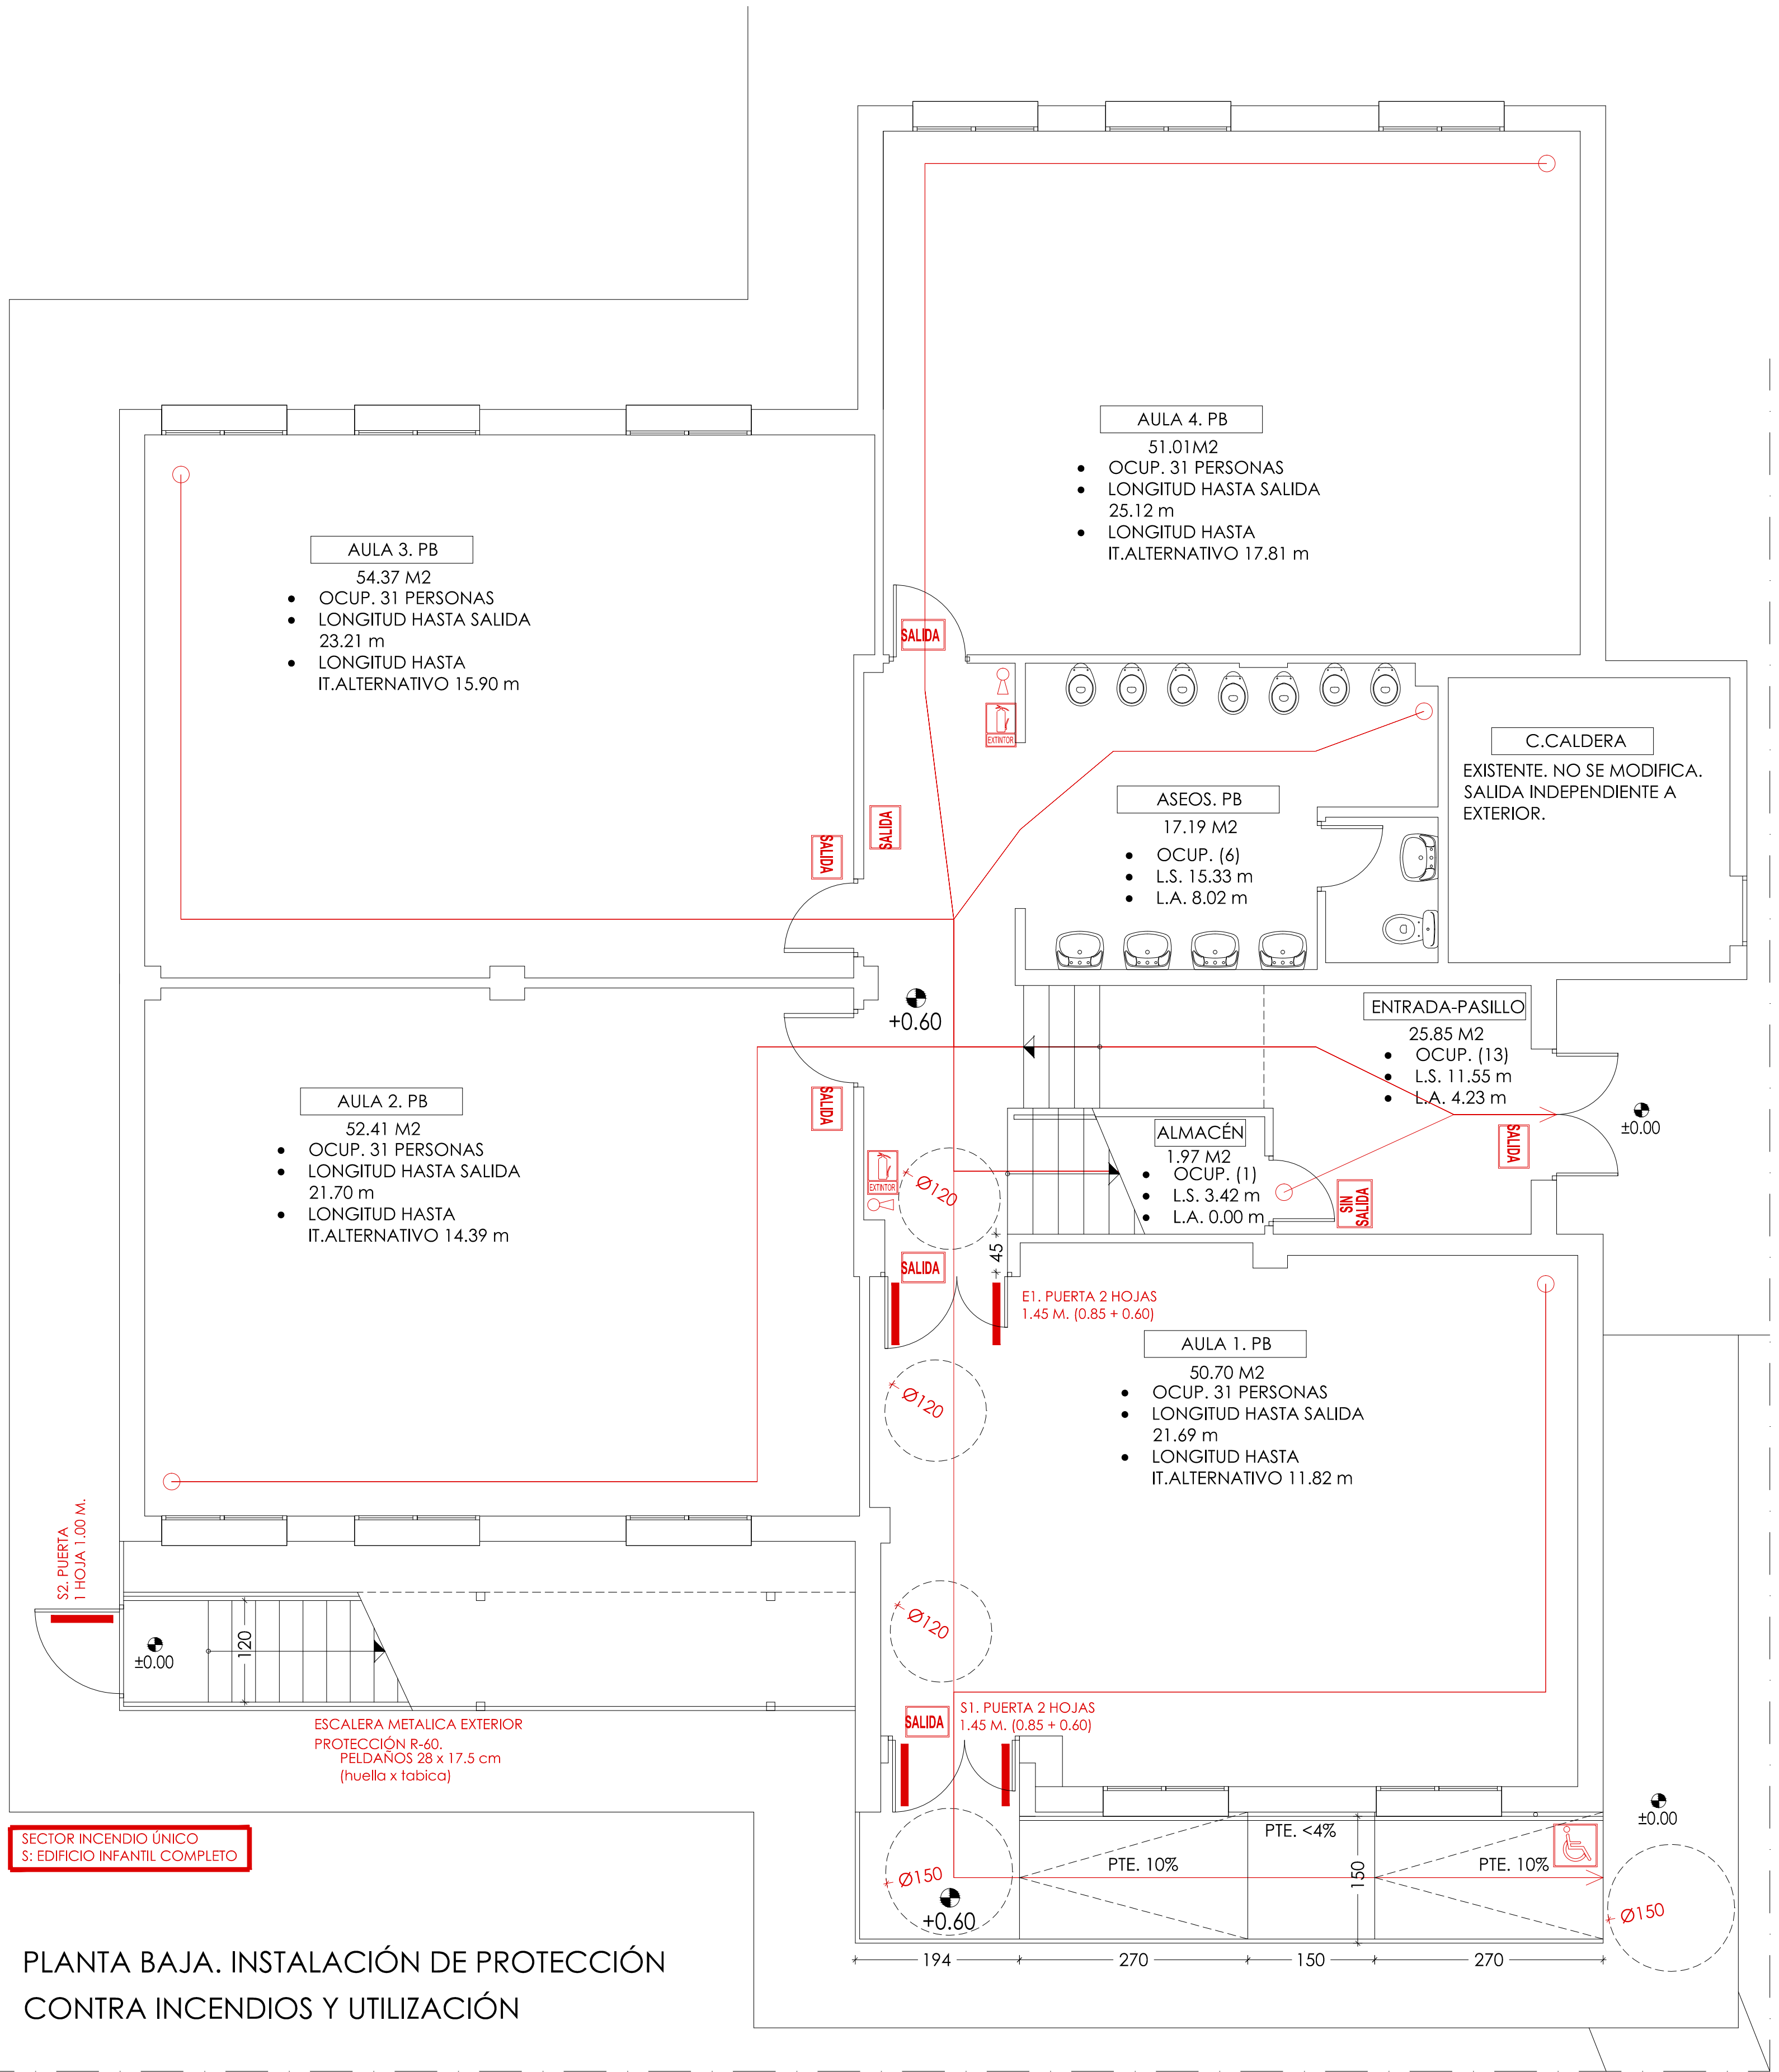 AULA 4. PB
51.01M2
• OCUP. 31 PERSONAS
• LONGITUD HASTA SALIDA
25.12 m
• LONGITUD HASTA
IT.ALTERNATIVO 17.81 m
AULA 3. PB
54.37 M2
• OCUP. 31 PERSONAS
• LONGITUD HASTA SALIDA
23.21 m
• LONGITUD HASTA
IT.ALTERNATIVO 15.90 m
SALIDA
EXTINTOR
C.CALDERA
EXISTENTE. NO SE MODIFICA.
SALIDA INDEPENDIENTE A
EXTERIOR.
ASEOS. PB
17.19 M2
• OCUP. (6)
• L.S. 15.33 m
• L.A. 8.02 m
SALIDA
SALIDA
+0.60
ENTRADA-PASILLO
25.85 M2
• OCUP. (13)
• L.S. 11.55 m
• L.A. 4.23 m
±0.00
SALIDA
AULA 2. PB
52.41 M2
• OCUP. 31 PERSONAS
• LONGITUD HASTA SALIDA
21.70 m
• LONGITUD HASTA
IT.ALTERNATIVO 14.39 m
SALIDA
EXTINTOR
Ø120
ALMACÉN
1.97 M2
• OCUP. (1)
• L.S. 3.42 m
• L.A. 0.00 m
SIN
SALIDA
45
SALIDA
E1. PUERTA 2 HOJAS
1.45 M. (0.85 + 0.60)
AULA 1. PB
50.70 M2
• OCUP. 31 PERSONAS
• LONGITUD HASTA SALIDA
21.69 m
• LONGITUD HASTA
IT.ALTERNATIVO 11.82 m
Ø120
Ø120
S2. PUERTA
1 HOJA 1.00 M.
±0.00
120
ESCALERA METALICA EXTERIOR
PROTECCIÓN R-60.
PELDAÑOS 28 x 17.5 cm
(huella x tabica)
SALIDA
S1. PUERTA 2 HOJAS
1.45 M. (0.85 + 0.60)
±0.00
PTE. <4%
PTE. 10%
150
PTE. 10%
Ø150
+0.60
Ø150
194
270
150
270
SECTOR INCENDIO ÚNICO
S: EDIFICIO INFANTIL COMPLETO
PLANTA BAJA. INSTALACIÓN DE PROTECCIÓN
CONTRA INCENDIOS Y UTILIZACIÓN